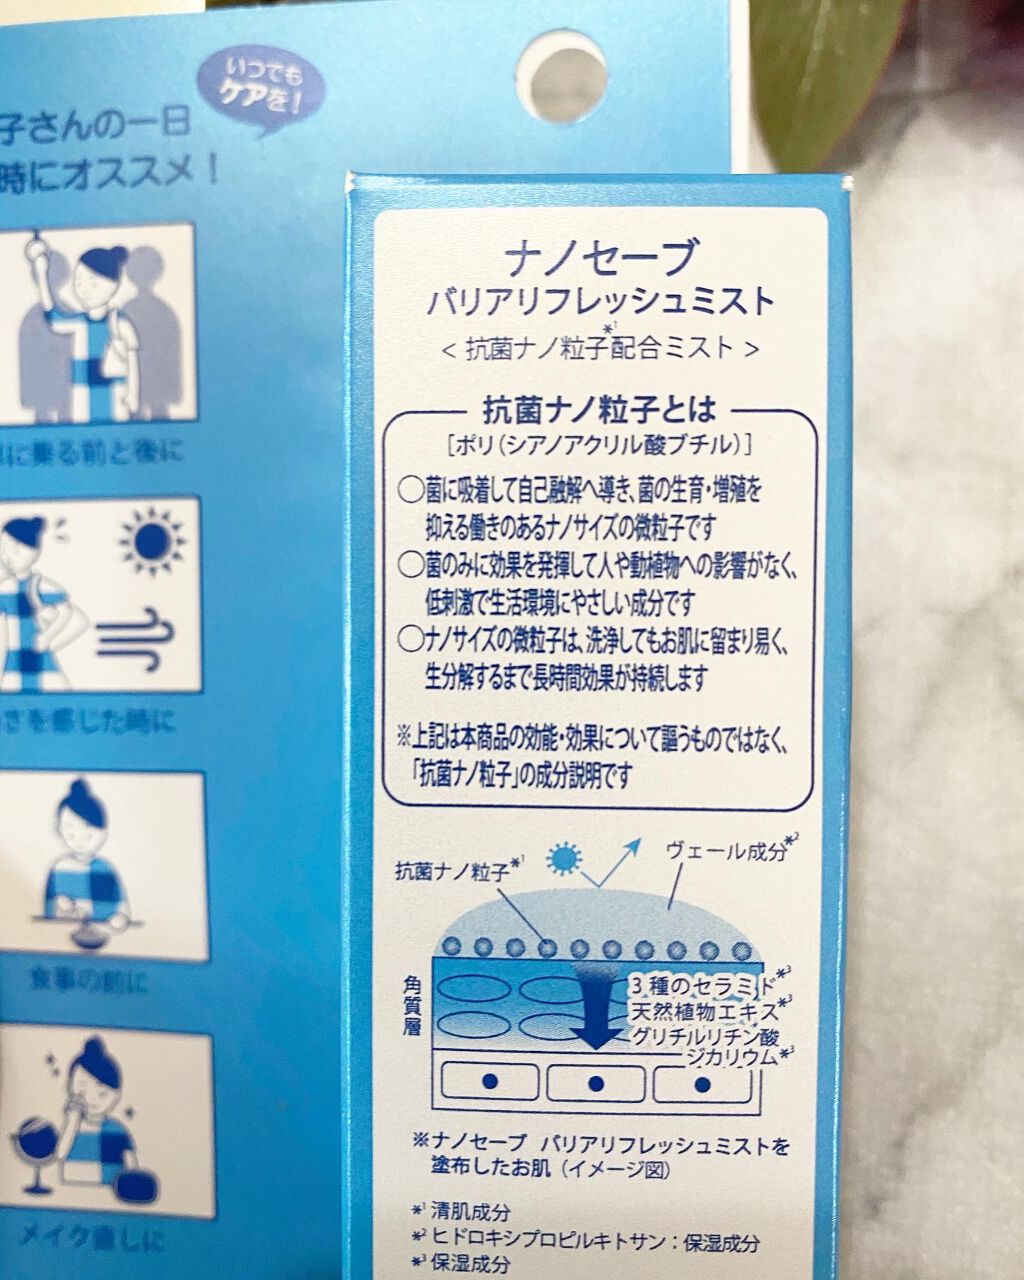 いつでも
ケアを!
子さんの一日
時にオススメ!
に乗る前と後に
さを感じた時に
食事の前に
メイク直しに
ナノセーブ
バリアリフレッシュミスト
<抗菌ナノ粒子*1配合ミスト>
抗菌ナノ粒子とは
[ポリ(シアノアクリル酸ブチル)]
○菌に吸着して自己融解へ導き、菌の生育・増殖を
抑える働きのあるナノサイズの微粒子です
○菌のみに効果を発揮して人や動植物への影響がなく、
低刺激で生活環境にやさしい成分です
○ナノサイズの微粒子は、洗浄してもお肌に留まり易く、
生分解するまで長時間効果が持続します
※上記は本商品の効能・効果について謳うものではなく、
「抗菌ナノ粒子」の成分説明です
抗菌ナノ粒子*1
ヴェール成分*2
角質層
3種のセラミド*3
天然植物エキス*3
グリチルリチン酸
ジカリウム*3
※ナノセーブ バリアリフレッシュミストを
塗布したお肌(イメージ図)
*1 清肌成分
*2 ヒドロキシプロピルキトサン:保湿成分
*3 保湿成分